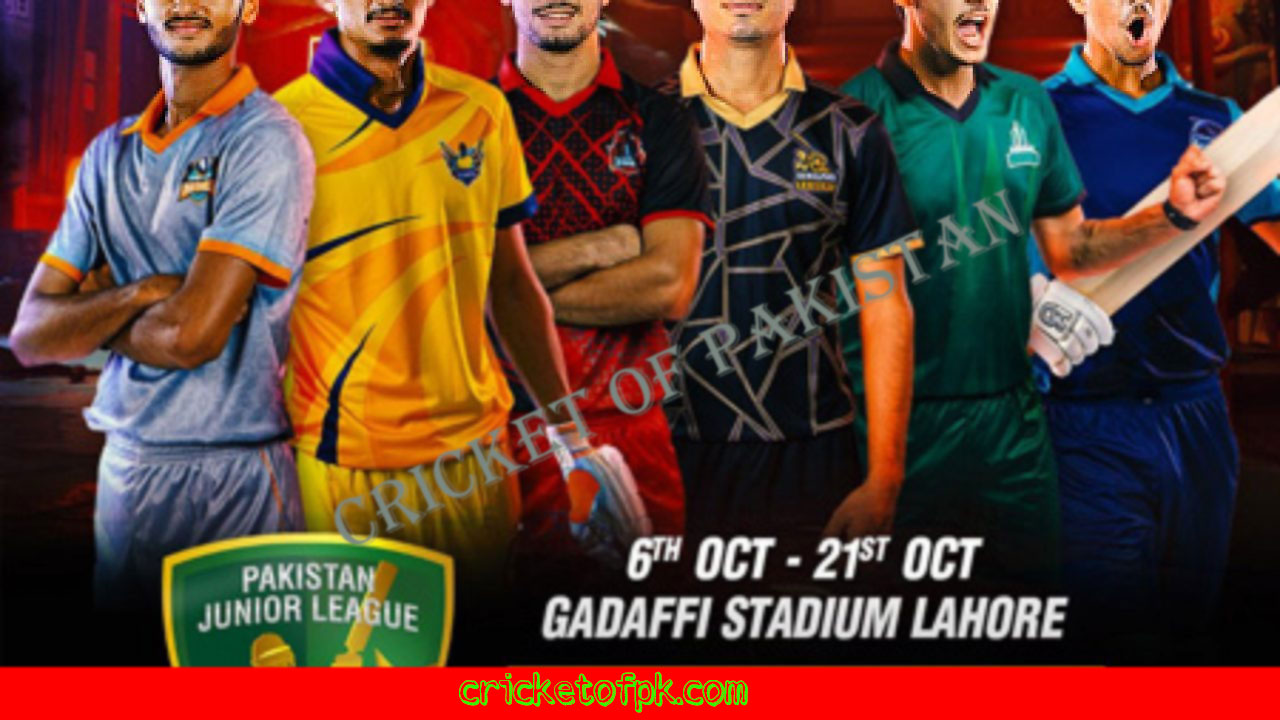 CRICKET OF PAKISTAN
6TH OCT - 21ST OCT
GADAFFI STADIUM LAHORE
PAKISTAN
JUNIOR LEAGUE
cricketofpk.com